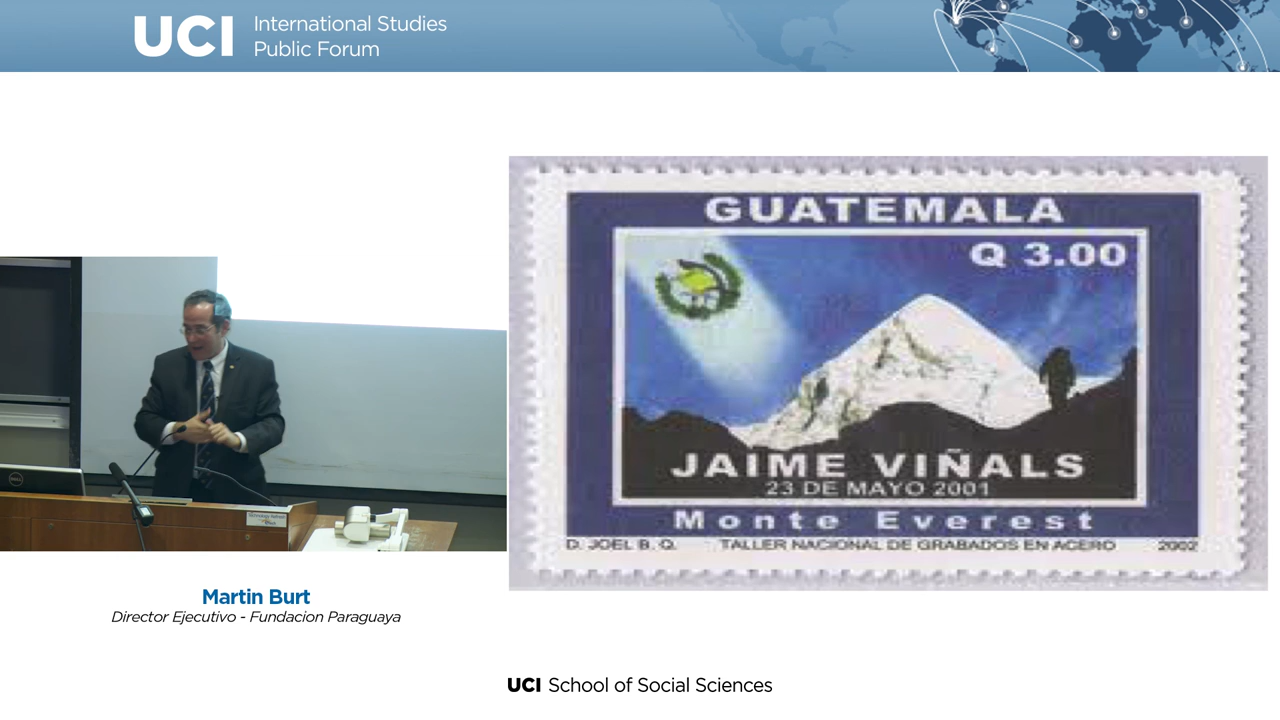 UCI
International Studies
Public Forum
GUATEMALA
Q 3.00
JAIME VIÑALS
23 DE MAYO 2001
Monte Everest
D. JOEL B. Q. TALLER NACIONAL DE GRABADOS EN ACERO 2002
DELL
Martin Burt
Director Ejecutivo - Fundacion Paraguaya
UCI School of Social Sciences